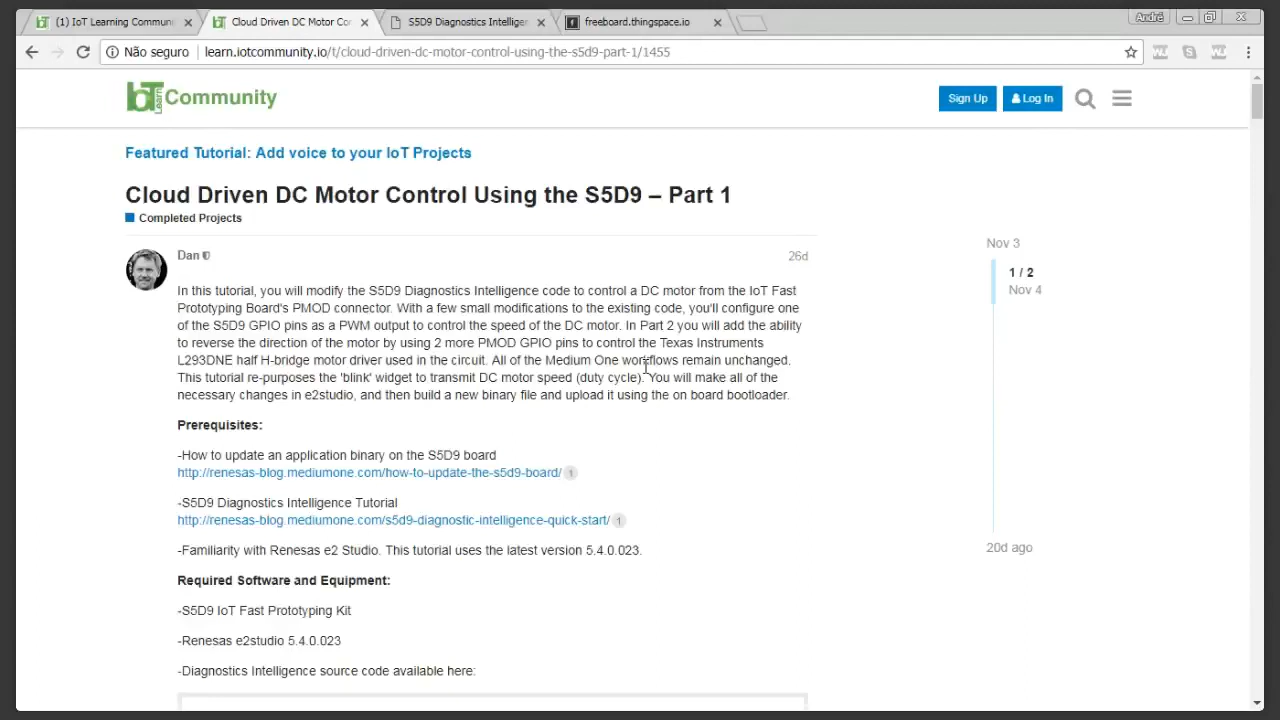 (1) IoT Learning Commun
Cloud Driven DC Motor Co
S5D9 Diagnostics Intelligen
freeboard.thingspace.io
André
Não seguro
learn.iotcommunity.io/t/cloud-driven-dc-motor-control-using-the-s5d9-part-1/1455
IoT Learn Community
Sign Up
Log In
Featured Tutorial: Add voice to your IoT Projects
Cloud Driven DC Motor Control Using the S5D9 – Part 1
Completed Projects
Dan
26d
In this tutorial, you will modify the S5D9 Diagnostics Intelligence code to control a DC motor from the IoT Fast
Prototyping Board's PMOD connector. With a few small modifications to the existing code, you'll configure one
of the S5D9 GPIO pins as a PWM output to control the speed of the DC motor. In Part 2 you will add the ability
to reverse the direction of the motor by using 2 more PMOD GPIO pins to control the Texas Instruments
L293DNE half H-bridge motor driver used in the circuit. All of the Medium One workflows remain unchanged.
This tutorial re-purposes the 'blink' widget to transmit DC motor speed (duty cycle). You will make all of the
necessary changes in e2studio, and then build a new binary file and upload it using the on board bootloader.
Prerequisites:
-How to update an application binary on the S5D9 board
http://renesas-blog.mediumone.com/how-to-update-the-s5d9-board/ 1
-S5D9 Diagnostics Intelligence Tutorial
http://renesas-blog.mediumone.com/s5d9-diagnostic-intelligence-quick-start/ 1
-Familiarity with Renesas e2 Studio. This tutorial uses the latest version 5.4.0.023.
Required Software and Equipment:
-S5D9 IoT Fast Prototyping Kit
-Renesas e2studio 5.4.0.023
-Diagnostics Intelligence source code available here:
Nov 3
1 / 2
Nov 4
20d ago